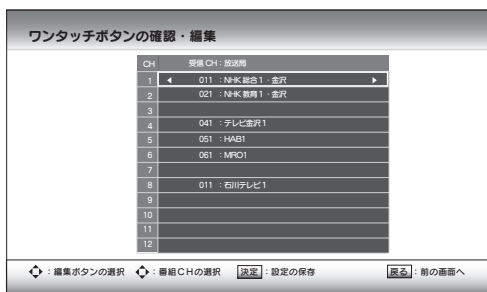 ワンタッチボタンの確認・編集
CH 受信 CH：放送局
1 ◀ 011 ：NHK 総合1・金沢 ▶
2 021 ：NHK 教育1・金沢
3
4 041 ：テレビ金沢1
5 051 ：HAB1
6 061 ：MRO1
7
8 011 ：石川テレビ1
9
10
11
12
：編集ボタンの選択 ：番組CHの選択 決定：設定の保存 戻る：前の画面へ